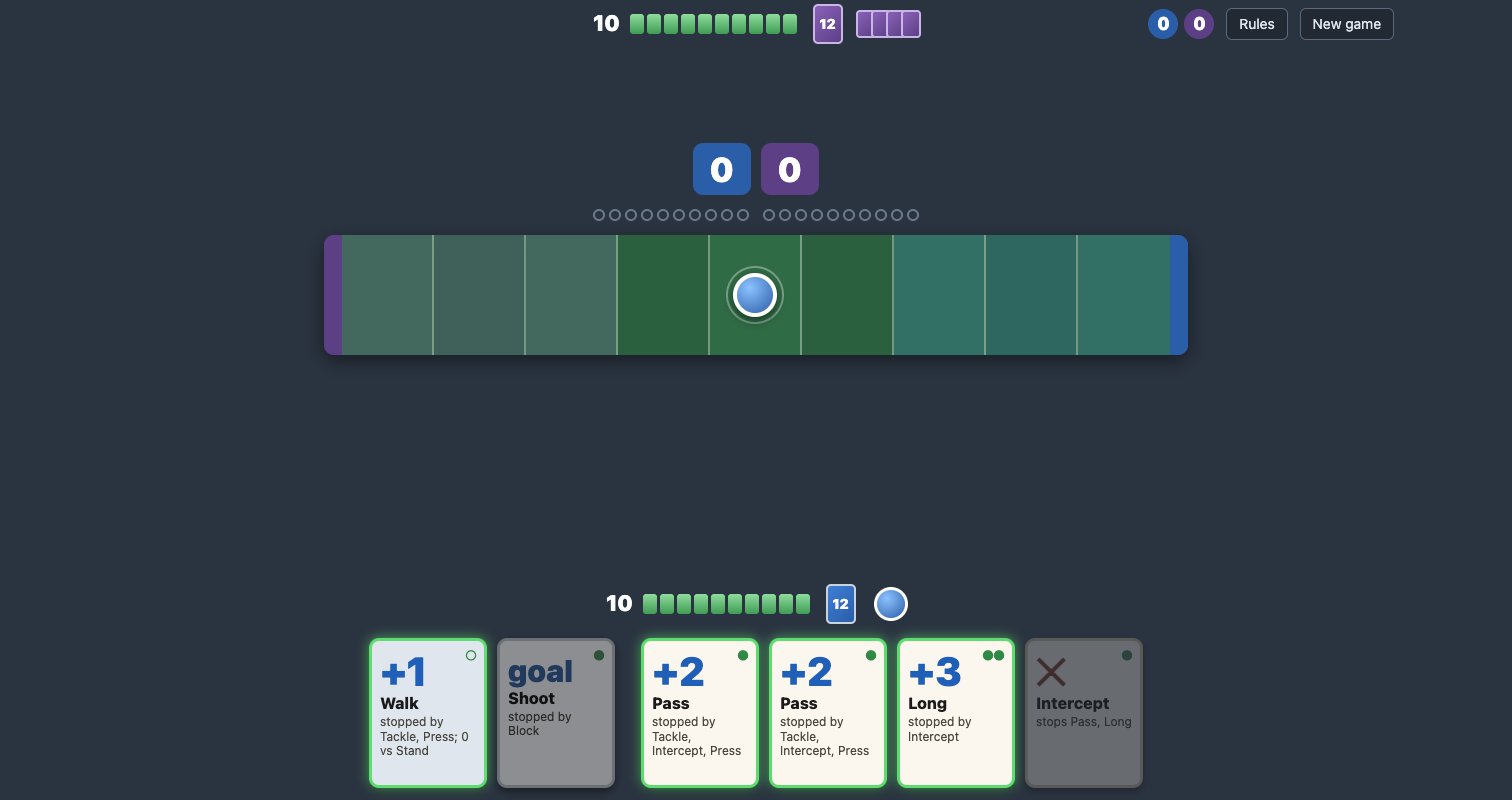 10
12
0 0
Rules
New game
0 0
10
12
+1
Walk
stopped by
Tackle, Press; 0
vs Stand
goal
Shoot
stopped by
Block
+2
Pass
stopped by
Tackle,
Intercept, Press
+2
Pass
stopped by
Tackle,
Intercept, Press
+3
Long
stopped by
Intercept
Intercept
stops Pass, Long